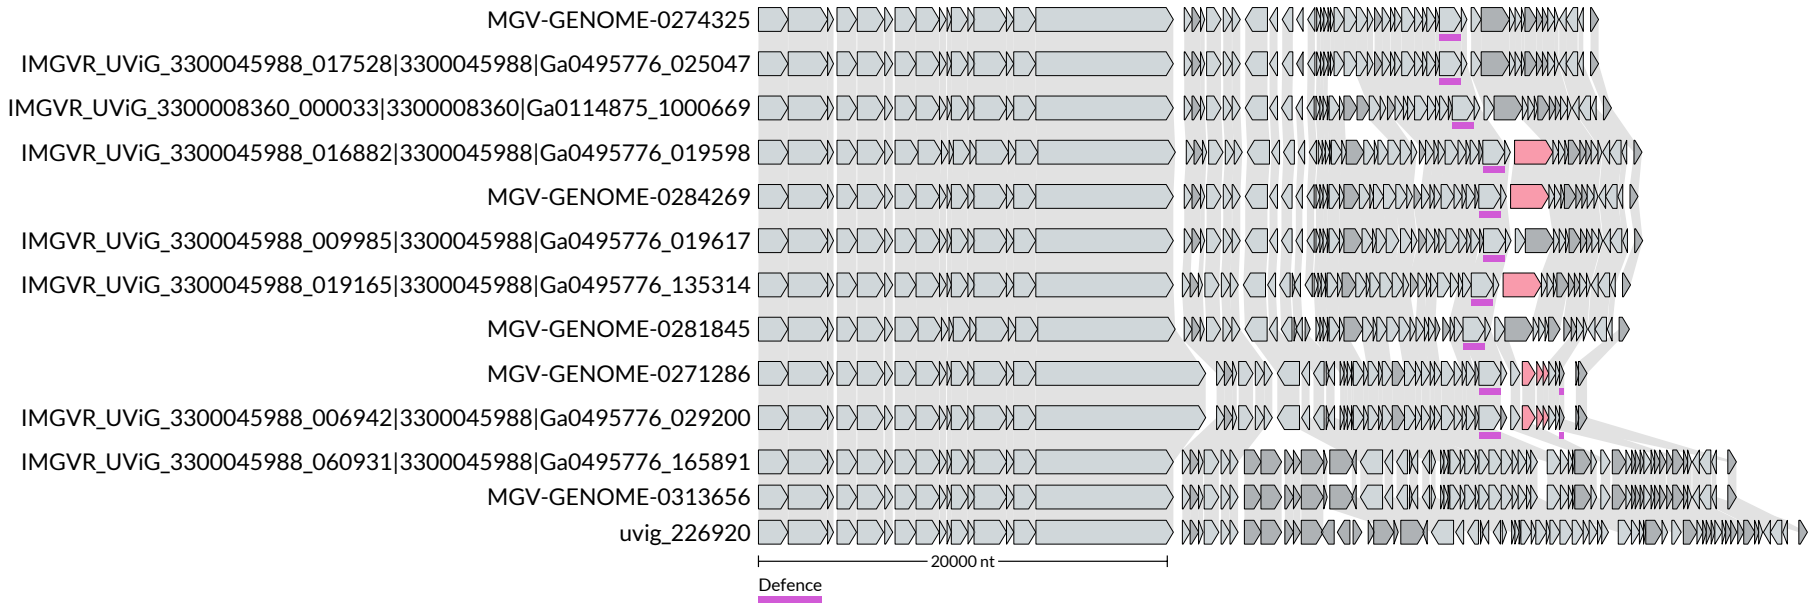 MGV-GENOME-0274325
IMGVR_UViG_3300045988_017528|3300045988|Ga0495776_025047
IMGVR_UViG_3300008360_000033|3300008360|Ga0114875_1000669
IMGVR_UViG_3300045988_016882|3300045988|Ga0495776_019598
MGV-GENOME-0284269
IMGVR_UViG_3300045988_009985|3300045988|Ga0495776_019617
IMGVR_UViG_3300045988_019165|3300045988|Ga0495776_135314
MGV-GENOME-0281845
MGV-GENOME-0271286
IMGVR_UViG_3300045988_006942|3300045988|Ga0495776_029200
IMGVR_UViG_3300045988_060931|3300045988|Ga0495776_165891
MGV-GENOME-0313656
uvig_226920
20000 nt
Defence